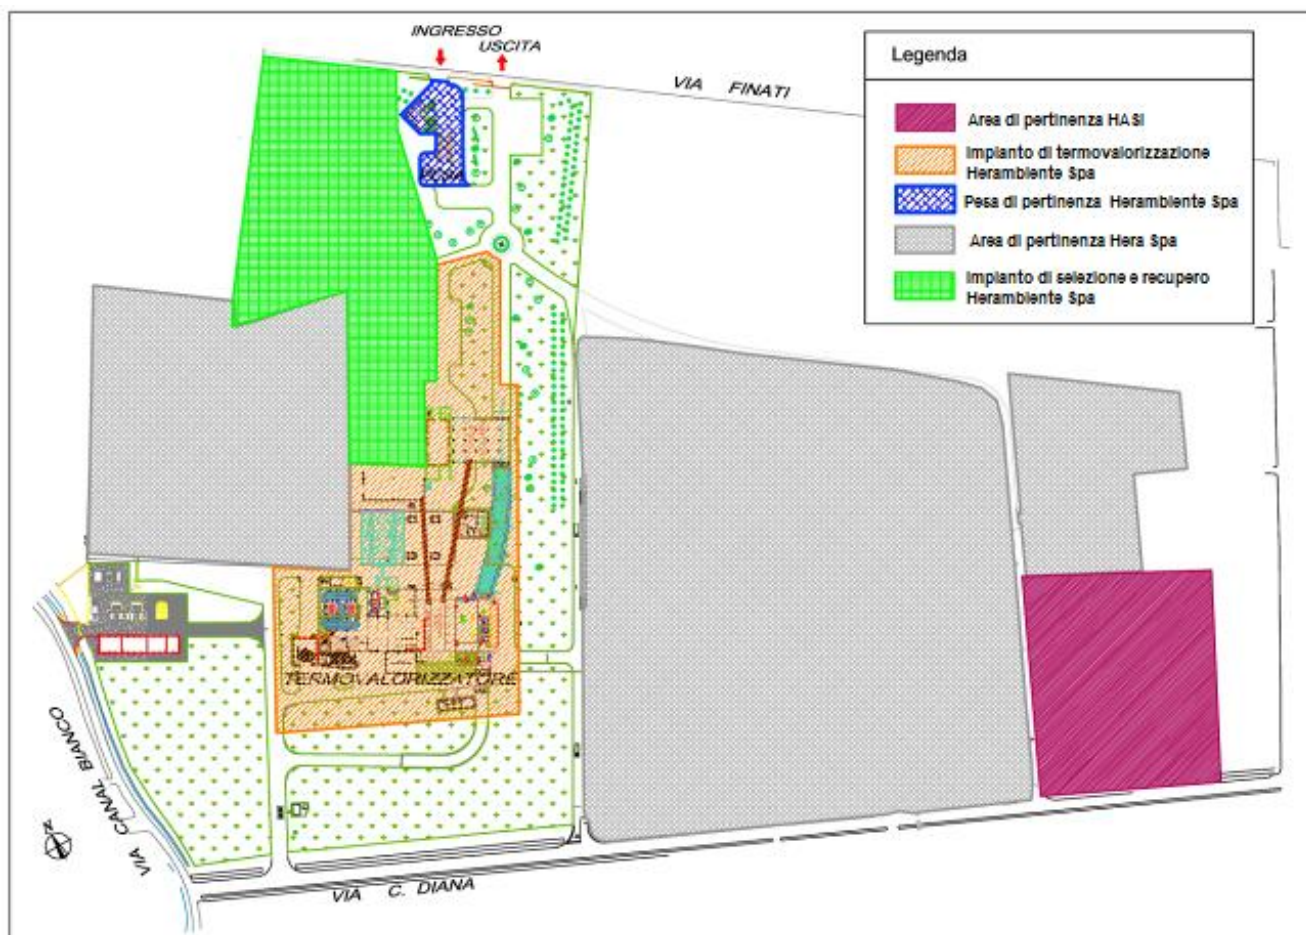 INGRESSO
USCITA
VIA FINATI
Legenda
Area di pertinenza HASI
Impianto di termovalorizzazione
Herambiente Spa
Pesa di pertinenza Herambiente Spa
Area di pertinenza Hera Spa
Impianto di selezione e recupero
Herambiente Spa
TERMOVALORIZZATORE
VIA CANAL BIANCO
N
VIA C. DIANA